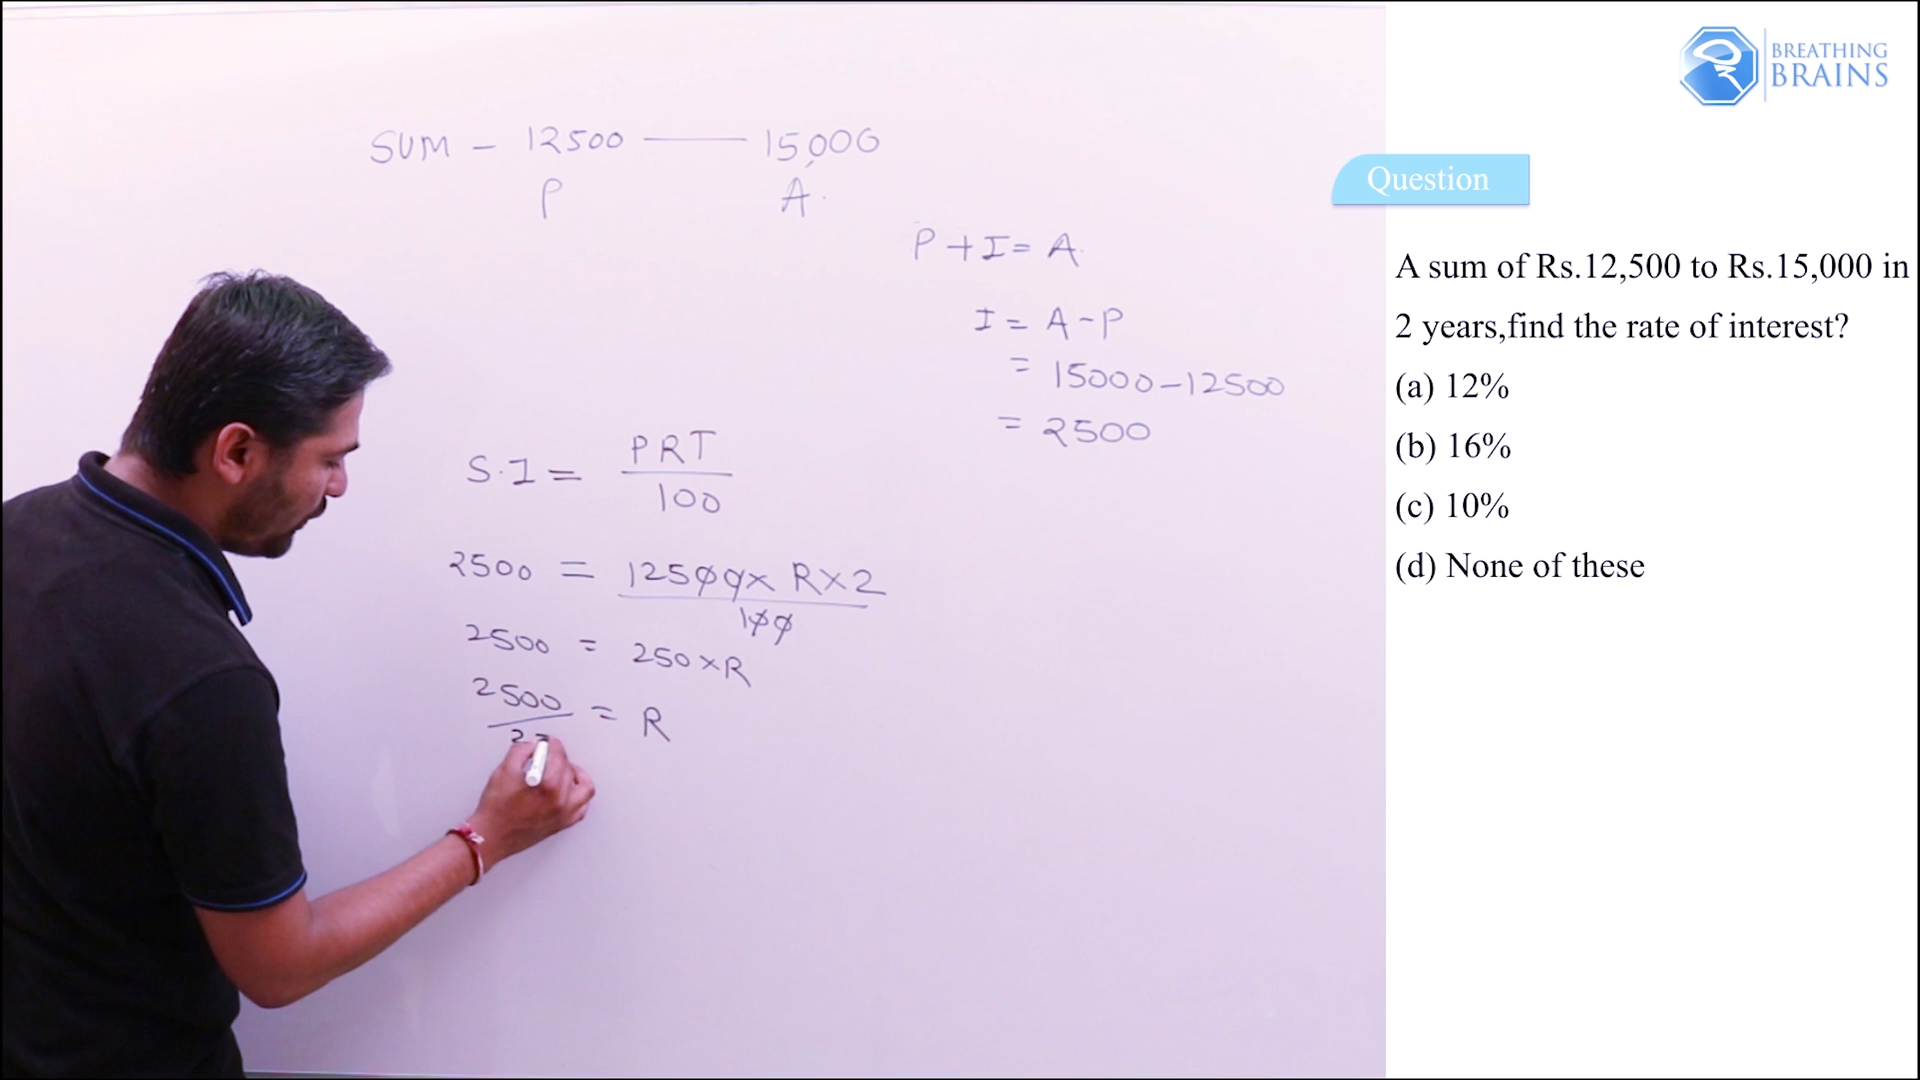 SUM - 12500 — 15,000
P A.
P + I = A.
I = A - P
= 15000 - 12500
= 2500
S.I = PRT
100
2500 = 12500 x R x 2
100
2500 = 250 x R
2500 = R
BREATHING
BRAINS
Question
A sum of Rs.12,500 to Rs.15,000 in
2 years,find the rate of interest?
(a) 12%
(b) 16%
(c) 10%
(d) None of these